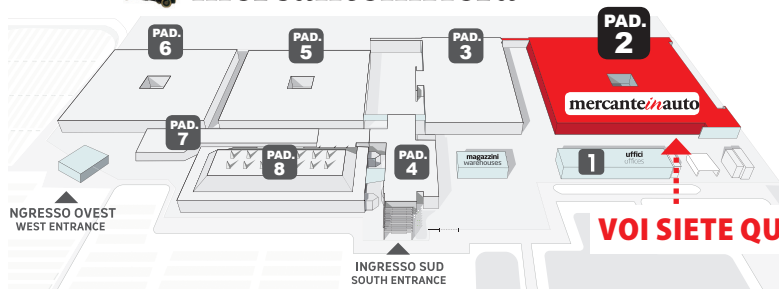 PAD.
6
PAD.
5
PAD.
3
PAD.
2
mercanteinauto
PAD.
7
PAD.
8
PAD.
4
magazzini
warehouses
1
uffici
offices
NGRESSO OVEST
WEST ENTRANCE
VOI SIETE QU
INGRESSO SUD
SOUTH ENTRANCE